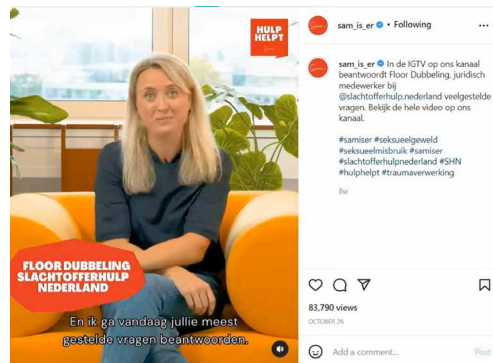 HULP
HELPT
FLOOR DUBBELING
SLACHTOFFERHULP
NEDERLAND
En ik ga vandaag jullie meest
gestelde vragen beantwoorden.
sam_is_er • Following
sam_is_er In de IGTV op ons kanaal
beantwoordt Floor Dubbeling, juridisch
medewerker bij
@slachtofferhulp.nederland veelgestelde
vragen. Bekijk de hele video op ons
kanaal.
#samiser #seksueelgeweld
#seksueelmisbruik #samiser
#slachtofferhulpnederland #SHN
#hulphelpt #traumaverwerking
8w
83,790 views
OCTOBER 26
Add a comment...
Post